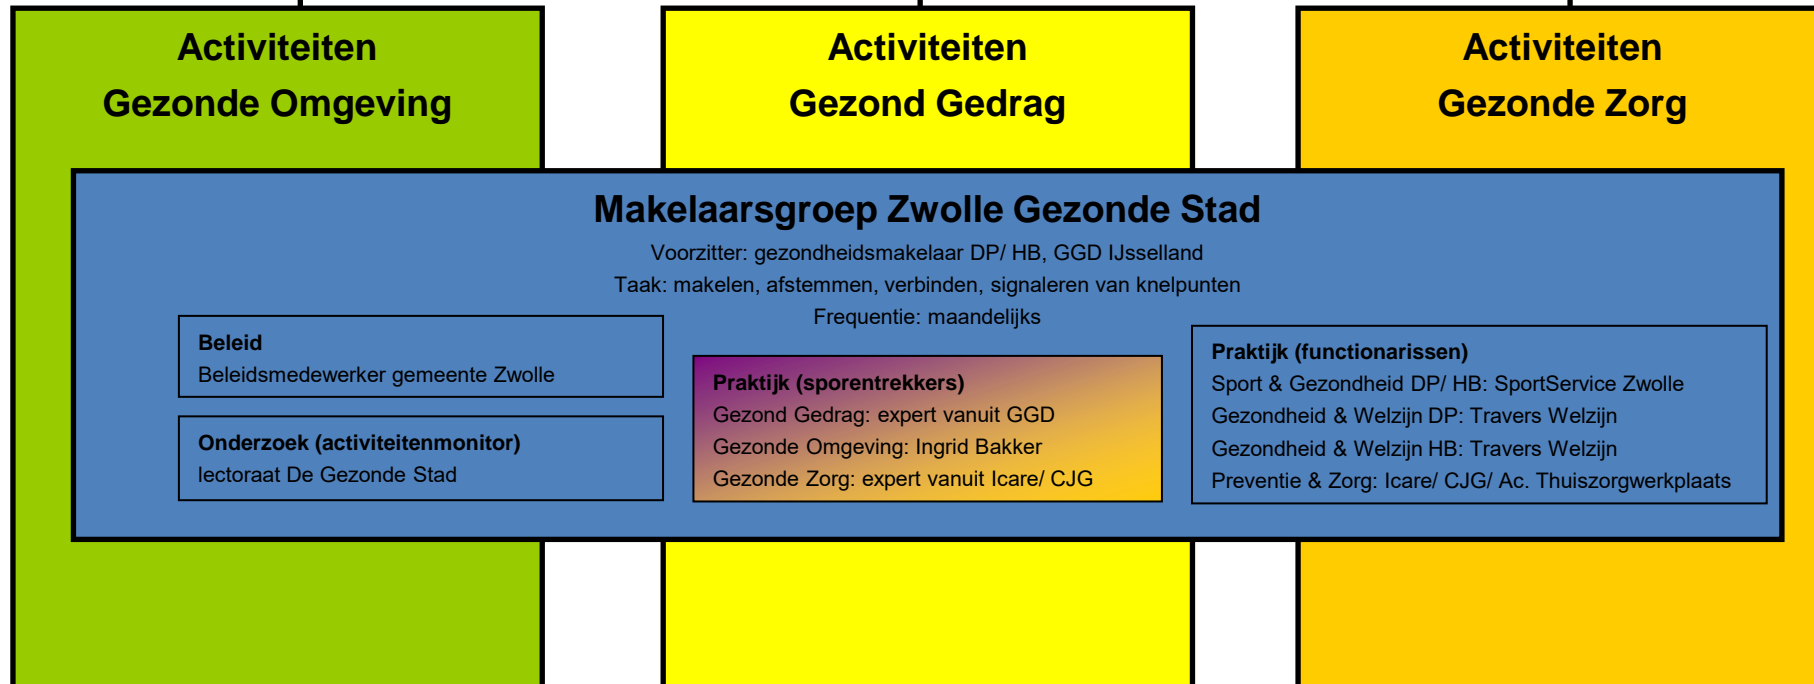 Activiteiten
Gezonde Omgeving
Activiteiten
Gezond Gedrag
Activiteiten
Gezonde Zorg
Makelaarsgroep Zwolle Gezonde Stad
Voorzitter: gezondheidsmakelaar DP/ HB, GGD IJsselland
Taak: makelen, afstemmen, verbinden, signaleren van knelpunten
Frequentie: maandelijks
Beleid
Beleidsmedewerker gemeente Zwolle
Onderzoek (activiteitenmonitor)
lectoraat De Gezonde Stad
Praktijk (sporentrekkers)
Gezond Gedrag: expert vanuit GGD
Gezonde Omgeving: Ingrid Bakker
Gezonde Zorg: expert vanuit Icare/ CJG
Praktijk (functionarissen)
Sport & Gezondheid DP/ HB: SportService Zwolle
Gezondheid & Welzijn DP: Travers Welzijn
Gezondheid & Welzijn HB: Travers Welzijn
Preventie & Zorg: Icare/ CJG/ Ac. Thuiszorgwerkplaats